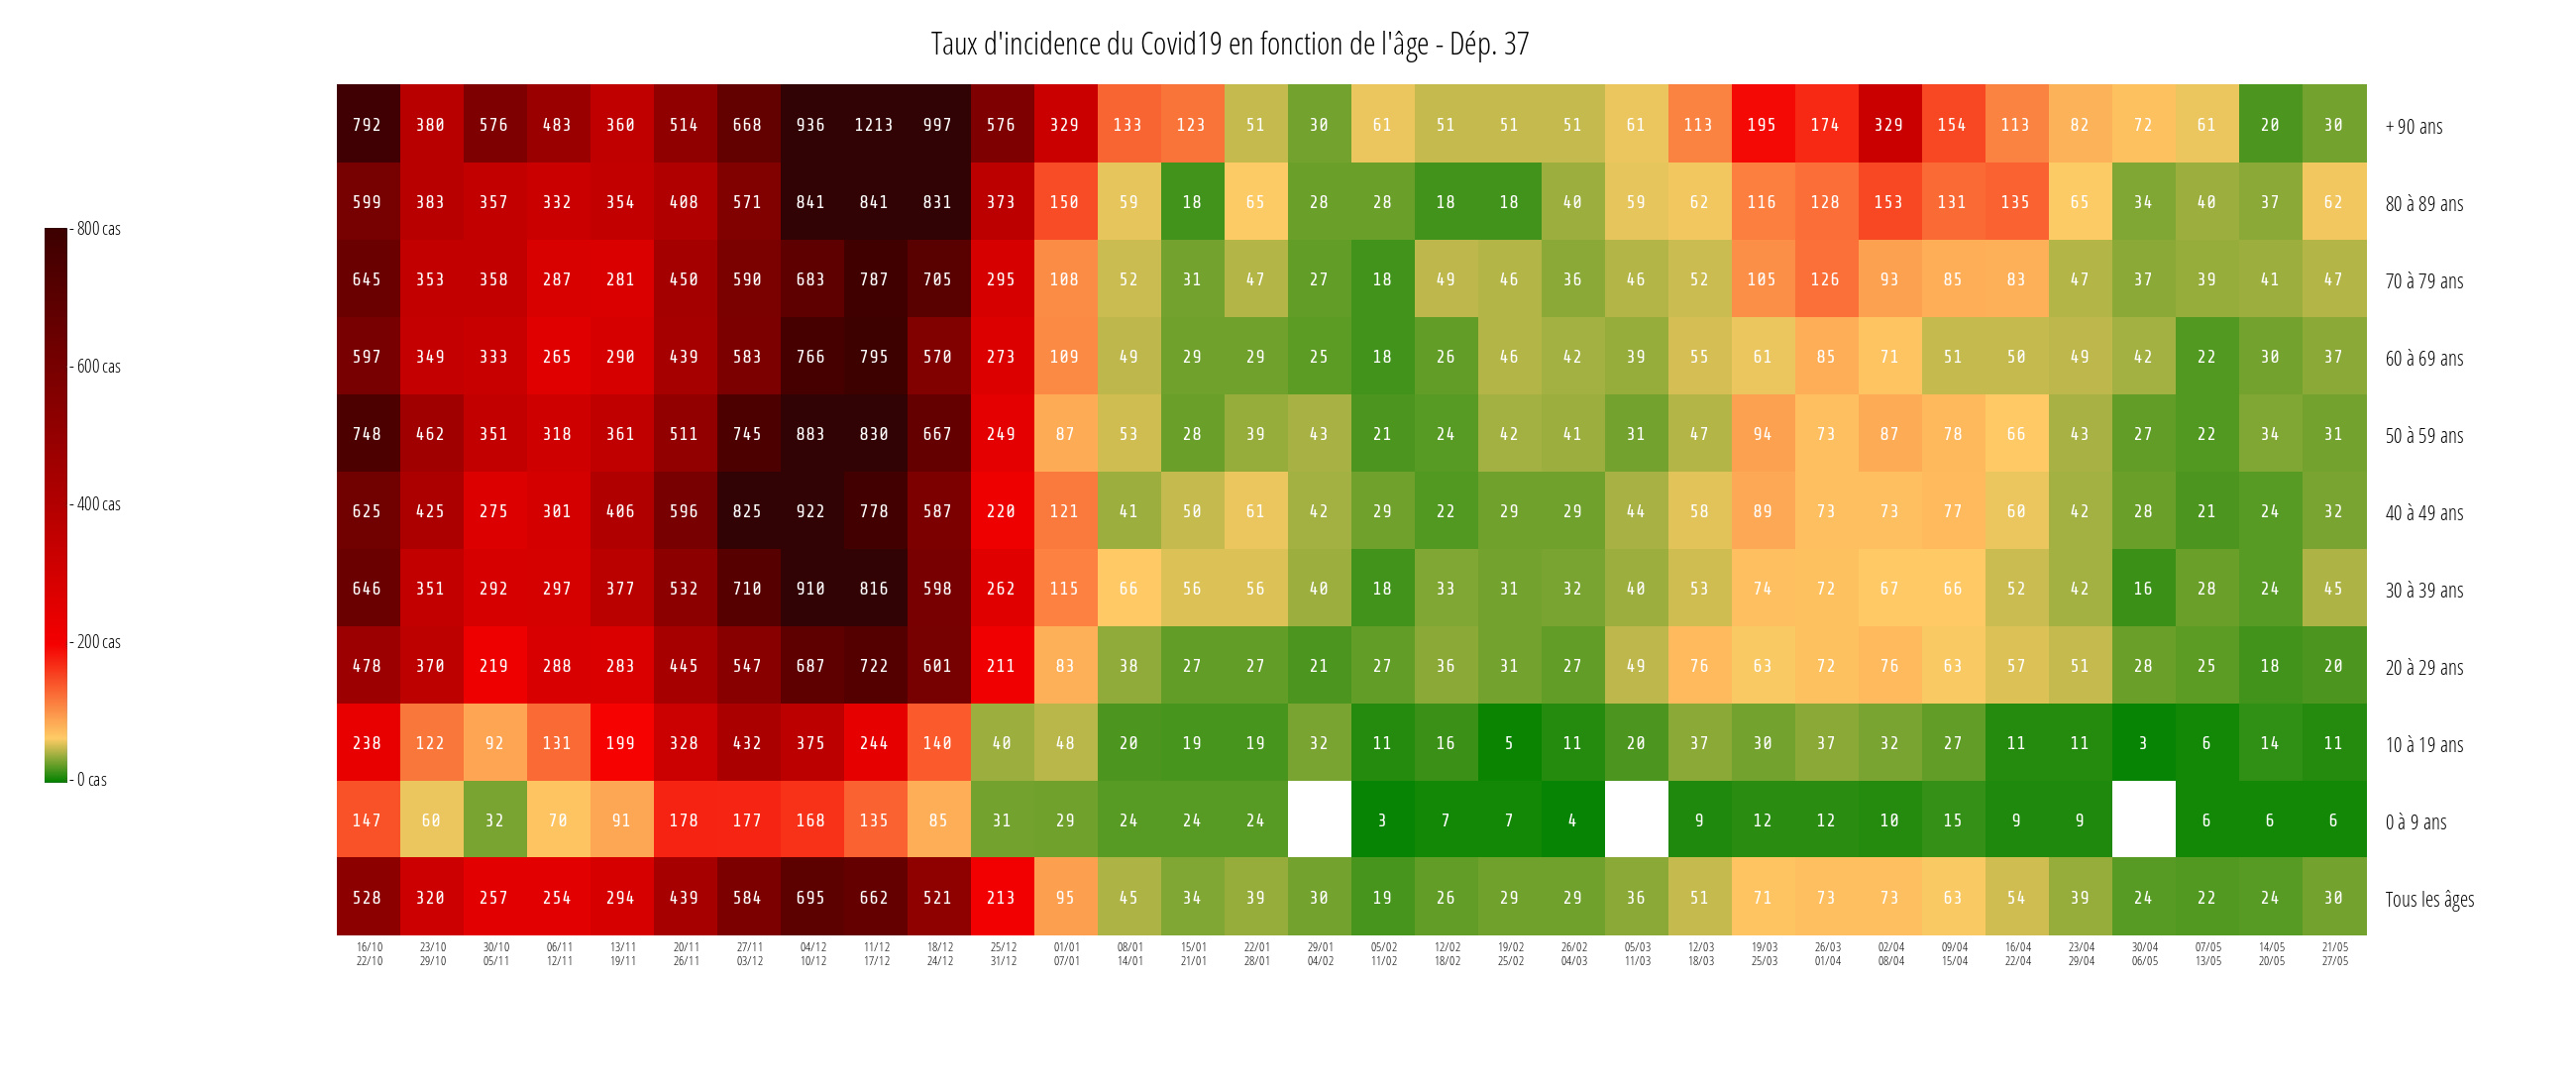 Taux d'incidence du Covid19 en fonction de l'âge - Dép. 37
- 800 cas
- 600 cas
- 400 cas
- 200 cas
- 0 cas
792 380 576 483 360 514 668 936 1213 997 576 329 133 123 51 30 61 51 51 51 61 113 195 174 329 154 113 82 72 61 20 30 + 90 ans
599 383 357 332 354 408 571 841 841 831 373 150 59 18 65 28 28 18 18 40 59 62 116 128 153 131 135 65 34 40 37 62 80 à 89 ans
645 353 358 287 281 450 590 683 787 705 295 108 52 31 47 27 18 49 46 36 46 52 105 126 93 85 83 47 37 39 41 47 70 à 79 ans
597 349 333 265 290 439 583 766 795 570 273 109 49 29 29 25 18 26 46 42 39 55 61 85 71 51 50 49 42 22 30 37 60 à 69 ans
748 462 351 318 361 511 745 883 830 667 249 87 53 28 39 43 21 24 42 41 31 47 94 73 87 78 66 43 27 22 34 31 50 à 59 ans
625 425 275 301 406 596 825 922 778 587 220 121 41 50 61 42 29 22 29 29 44 58 89 73 73 77 60 42 28 21 24 32 40 à 49 ans
646 351 292 297 377 532 710 910 816 598 262 115 66 56 56 40 18 33 31 32 40 53 74 72 67 66 52 42 16 28 24 45 30 à 39 ans
478 370 219 288 283 445 547 687 722 601 211 83 38 27 27 21 27 36 31 27 49 76 63 72 76 63 57 51 28 25 18 20 20 à 29 ans
238 122 92 131 199 328 432 375 244 140 40 48 20 19 19 32 11 16 5 11 20 37 30 37 32 27 11 11 3 6 14 11 10 à 19 ans
147 60 32 70 91 178 177 168 135 85 31 29 24 24 24 3 7 7 4 9 12 12 10 15 9 9 6 6 6 0 à 9 ans
528 320 257 254 294 439 584 695 662 521 213 95 45 34 39 30 19 26 29 29 36 51 71 73 73 63 54 39 24 22 24 30 Tous les âges
16/10 23/10 30/10 06/11 13/11 20/11 27/11 04/12 11/12 18/12 25/12 01/01 08/01 15/01 22/01 29/01 05/02 12/02 19/02 26/02 05/03 12/03 19/03 26/03 02/04 09/04 16/04 23/04 30/04 07/05 14/05 21/05
22/10 29/10 05/11 12/11 19/11 26/11 03/12 10/12 17/12 24/12 31/12 07/01 14/01 21/01 28/01 04/02 11/02 18/02 25/02 04/03 11/03 18/03 25/03 01/04 08/04 15/04 22/04 29/04 06/05 13/05 20/05 27/05